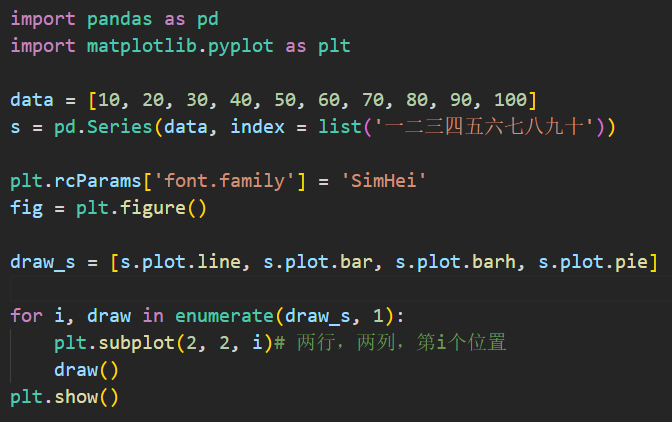 import pandas as pd
import matplotlib.pyplot as plt
data = [10, 20, 30, 40, 50, 60, 70, 80, 90, 100]
s = pd.Series(data, index = list('一二三四五六七八九十'))
plt.rcParams['font.family'] = 'SimHei'
fig = plt.figure()
draw_s = [s.plot.line, s.plot.bar, s.plot.barh, s.plot.pie]
for i, draw in enumerate(draw_s, 1):
    plt.subplot(2, 2, i)# 两行，两列，第i个位置
    draw()
plt.show()